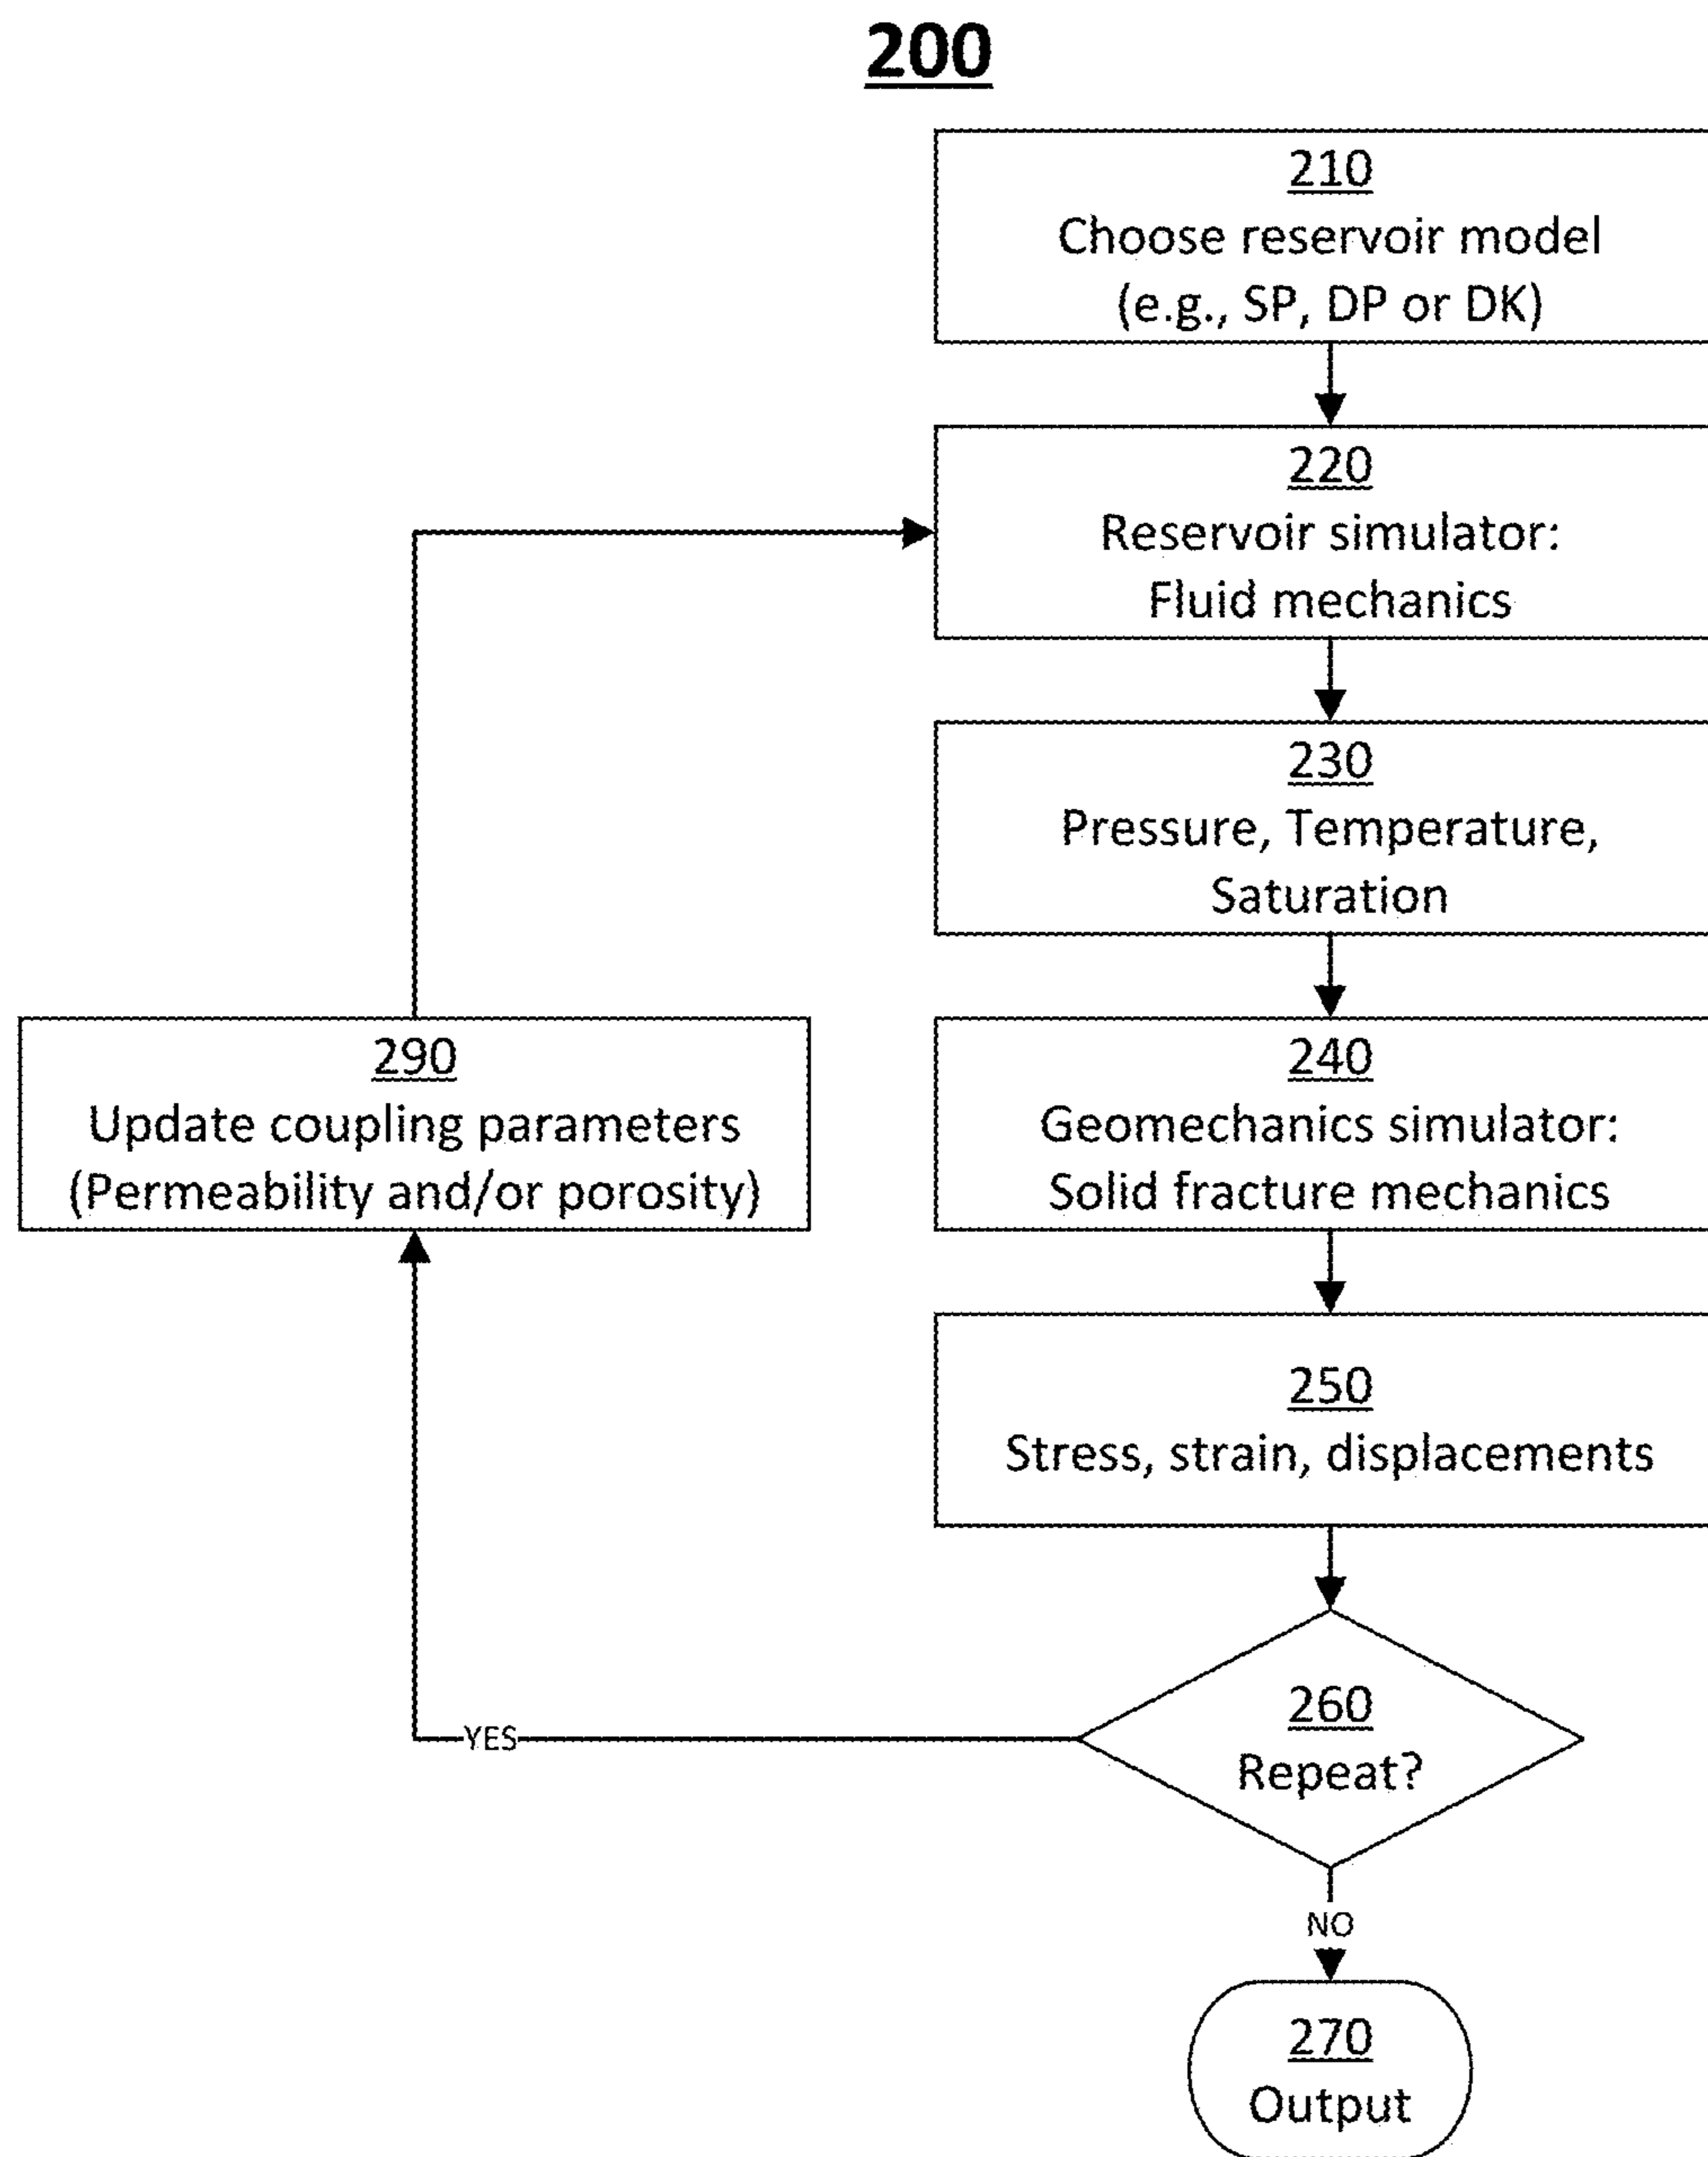 200
210
Choose reservoir model
(e.g., SP, DP or DK)
220
Reservoir simulator:
Fluid mechanics
230
Pressure, Temperature,
Saturation
290
Update coupling parameters
(Permeability and/or porosity)
240
Geomechanics simulator:
Solid fracture mechanics
250
Stress, strain, displacements
260
Repeat?
YES
NO
270
Output